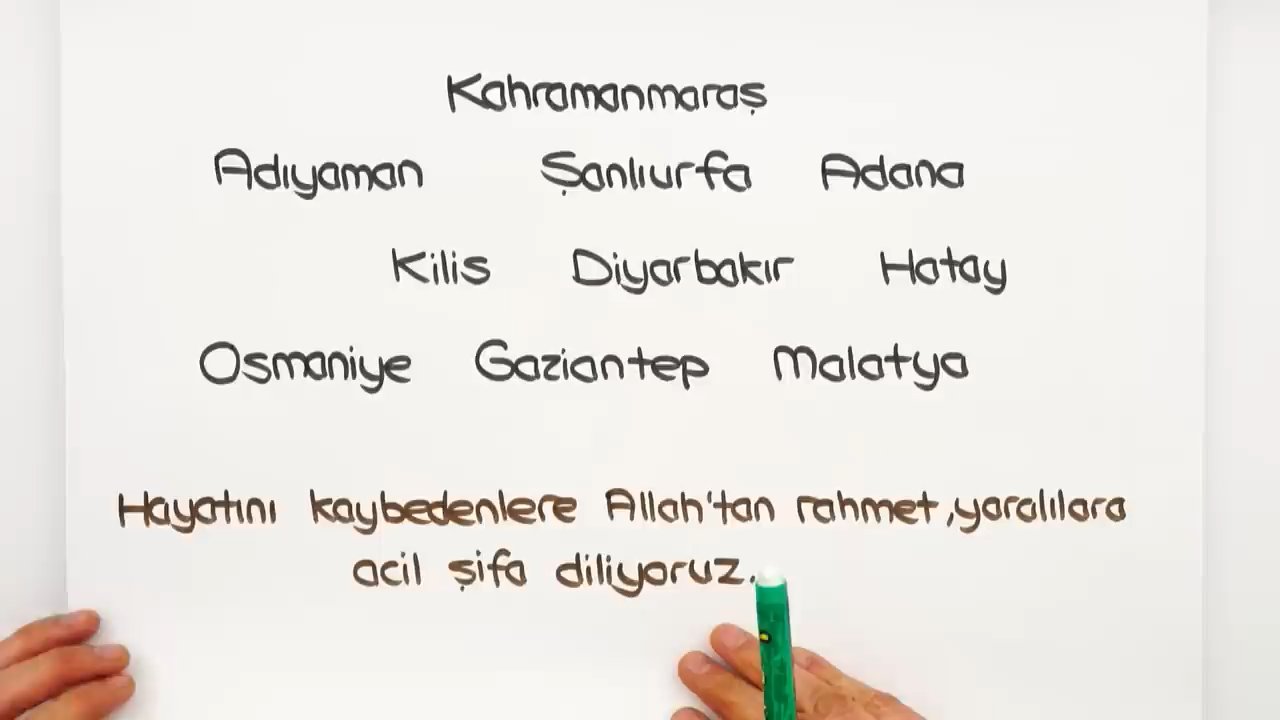 Kahramanmaraş
Adıyaman Şanlıurfa Adana
Kilis Diyarbakır Hatay
Osmaniye Gaziantep Malatya
Hayatını kaybedenlere Allah'tan rahmet,yaralılara
acil şifa diliyoruz.